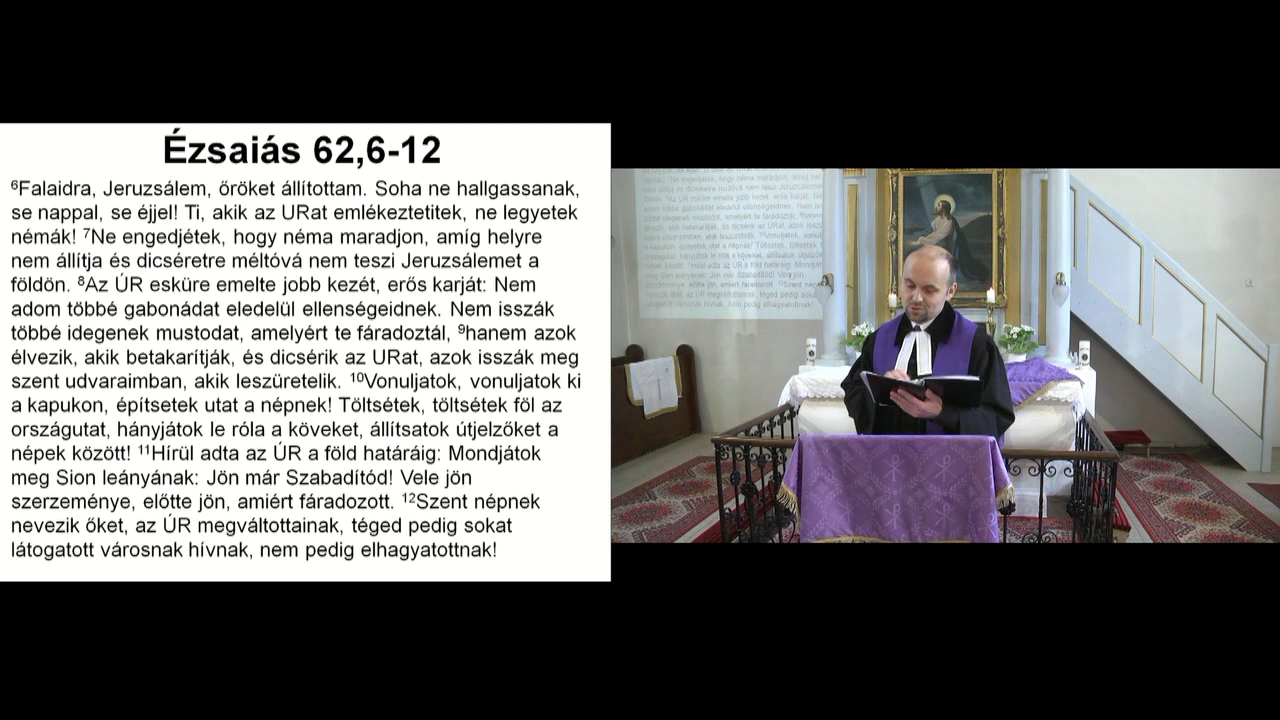 Ézsaiás 62,6-12
⁶Falaidra, Jeruzsálem, őröket állítottam. Soha ne hallgassanak,
se nappal, se éjjel! Ti, akik az URat emlékeztetitek, ne legyetek
némák! ⁷Ne engedjétek, hogy néma maradjon, amíg helyre
nem állítja és dicséretre méltóvá nem teszi Jeruzsálemet a
földön. ⁸Az ÚR esküre emelte jobb kezét, erős karját: Nem
adom többé gabonádat eledelül ellenségeidnek. Nem isszák
többé idegenek mustodat, amelyért te fáradoztál, ⁹hanem azok
élvezik, akik betakarítják, és dicsérik az URat, azok isszák meg
szent udvaraimban, akik leszüretelik. ¹⁰Vonuljatok, vonuljatok ki
a kapukon, építsetek utat a népnek! Töltsétek, töltsétek föl az
országutat, hányjátok le róla a köveket, állítsatok útjelzőket a
népek között! ¹¹Hírül adta az ÚR a föld határáig: Mondjátok
meg Sion leányának: Jön már Szabadítód! Vele jön
szerzeménye, előtte jön, amiért fáradozott. ¹²Szent népnek
nevezik őket, az ÚR megváltottainak, téged pedig sokat
látogatott városnak hívnak, nem pedig elhagyatottnak!